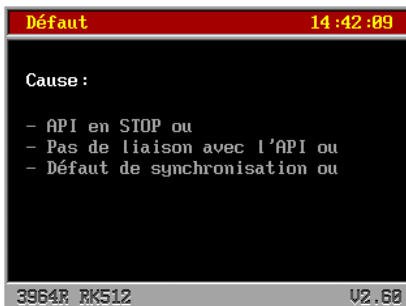 Défaut 14:42:09
Cause:
- API en STOP ou
- Pas de liaison avec l'API ou
- Défaut de synchronisation ou
3964R RK512 V2.60